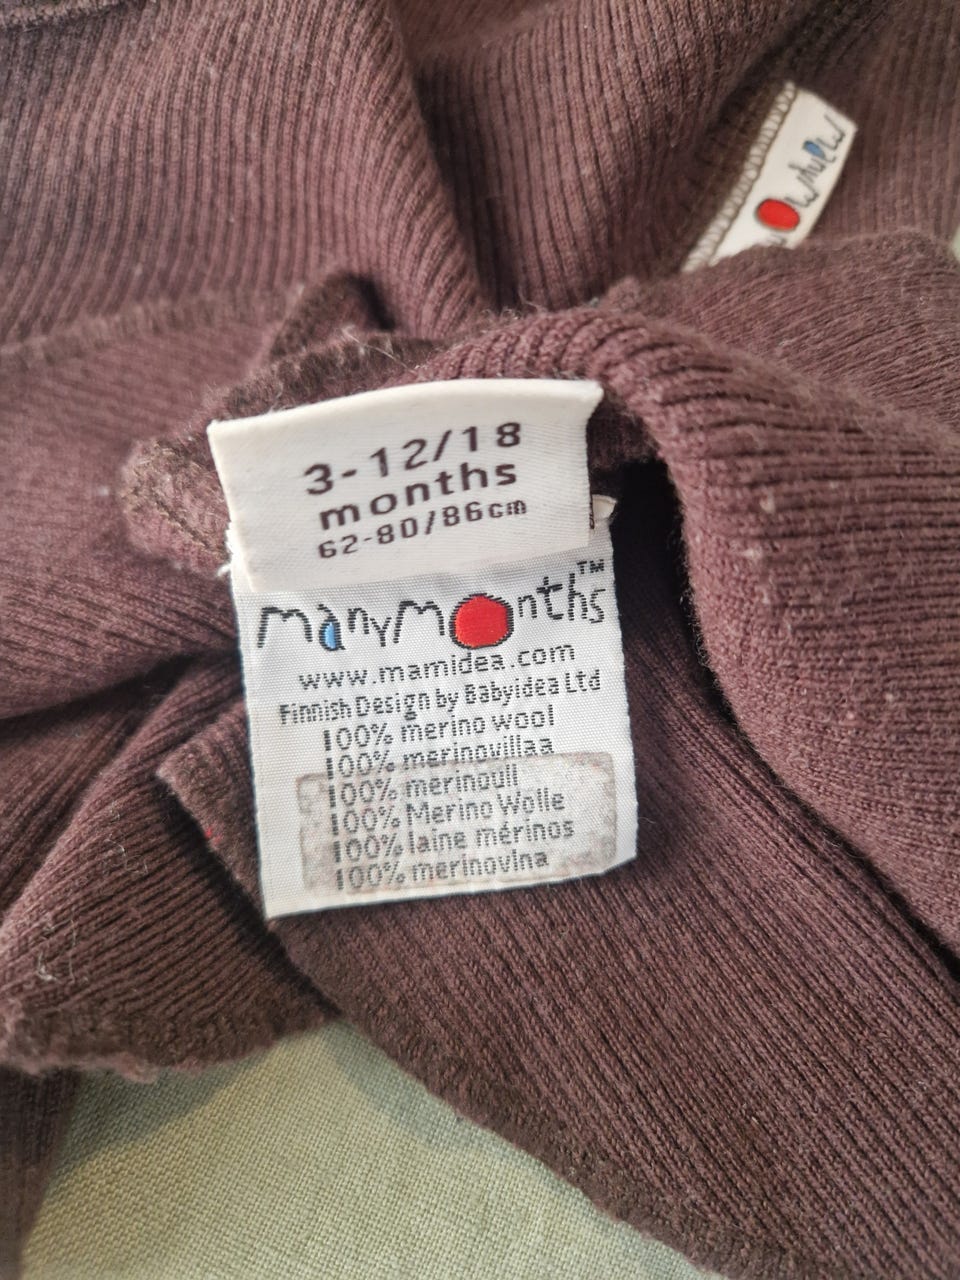 3-12/18
months
62-80/86cm
manymonths™
www.mamidea.com
Finnish Design by Babyidea Ltd
100% merino wool
100% merinovillaa
100% merinoull
100% Merino Wolle
100% laine mérinos
100% merinovlna